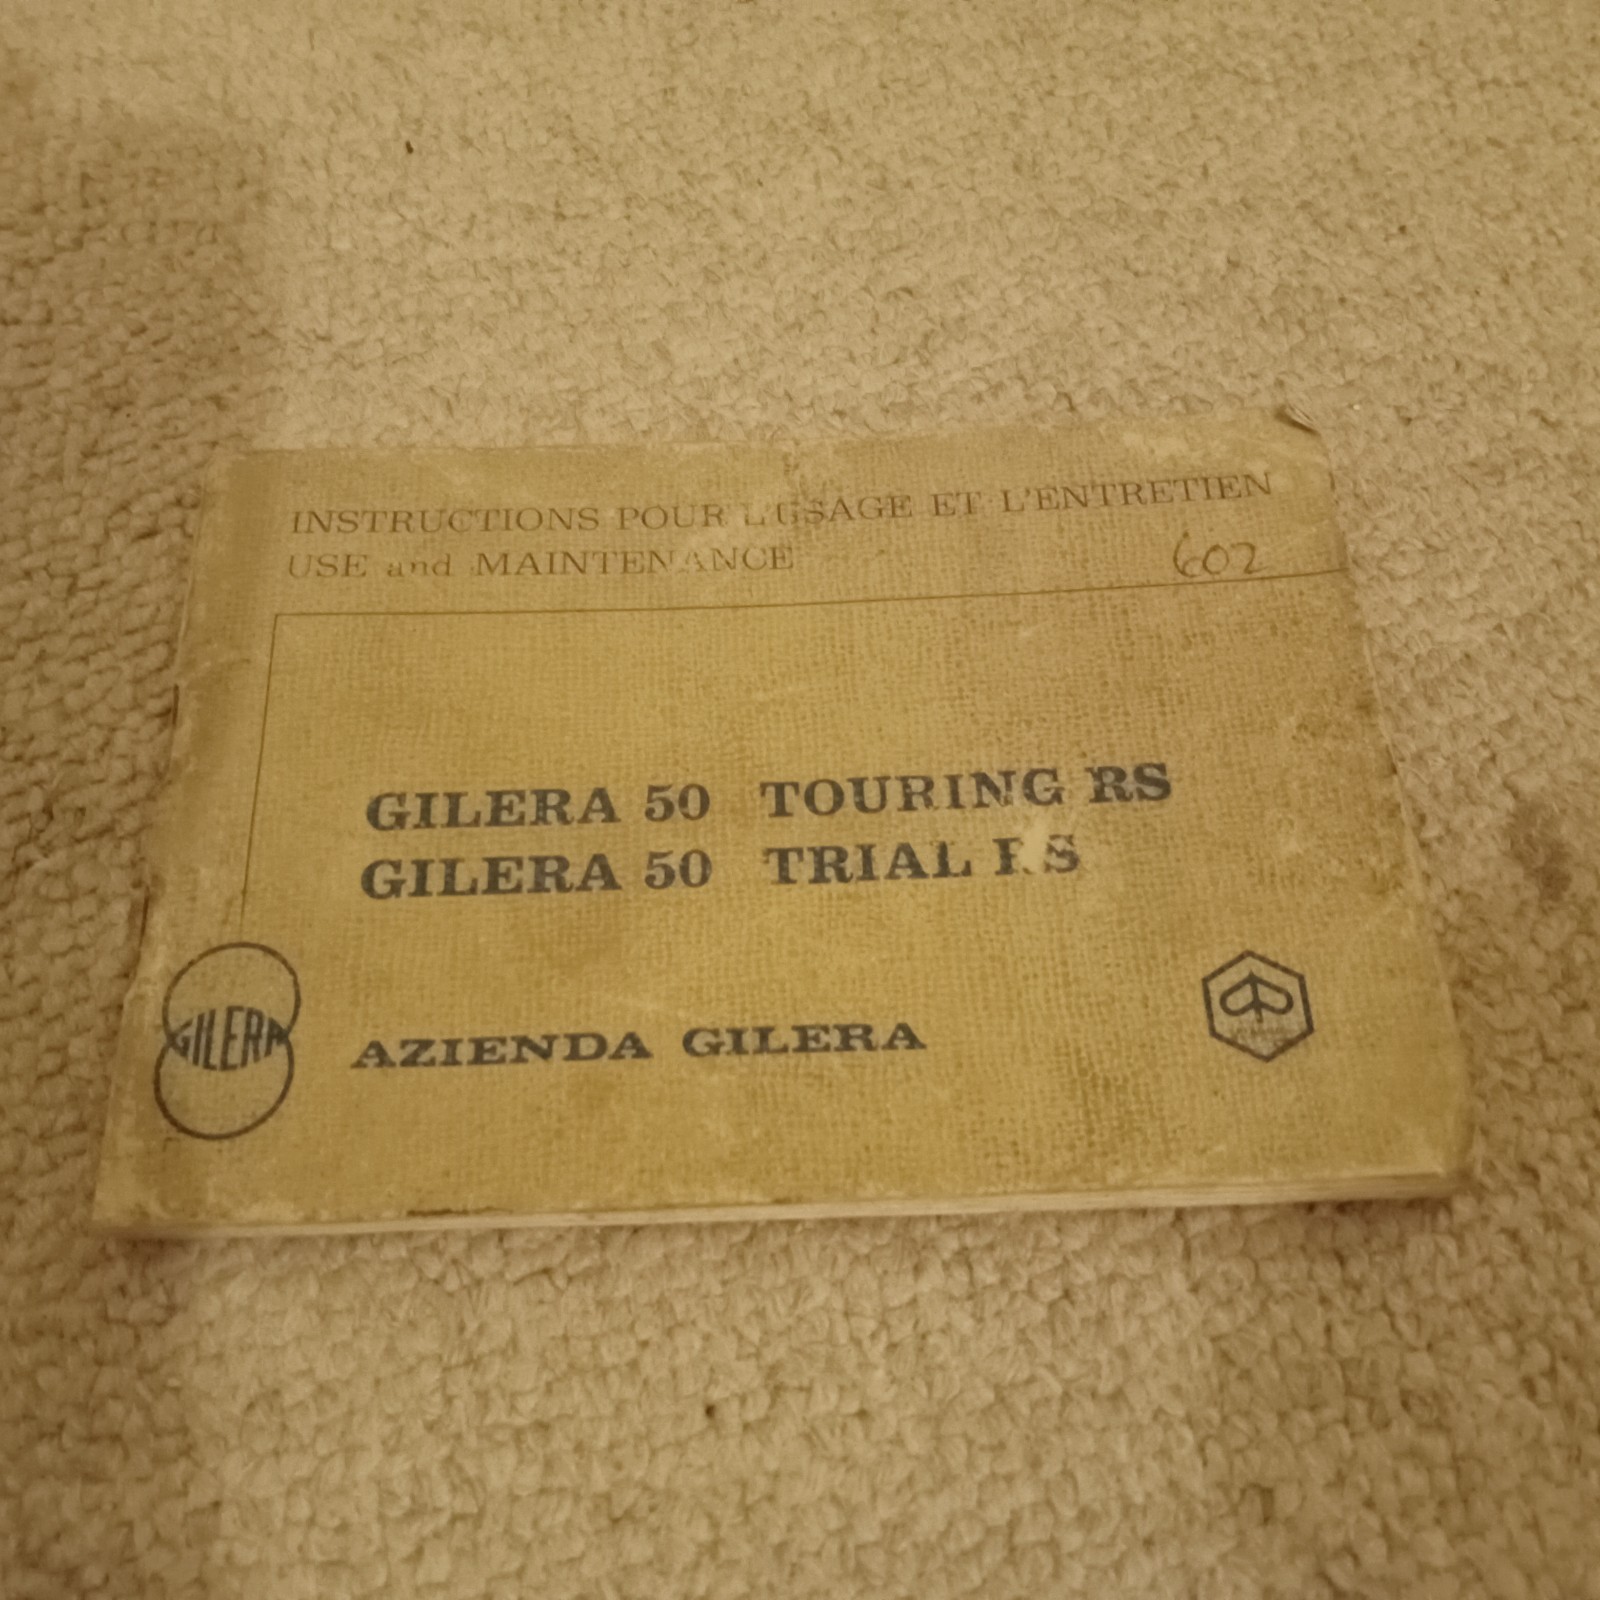 INSTRUCTIONS POUR L'USAGE ET L'ENTRETIEN
USE and MAINTENANCE
602
GILERA 50 TOURING RS
GILERA 50 TRIAL RS
GILERA
AZIENDA GILERA